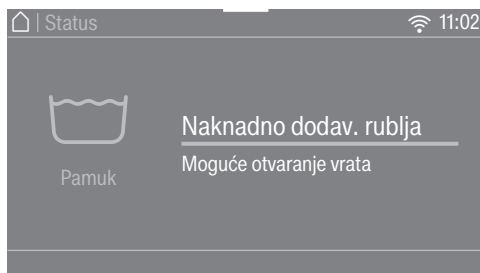 | Status 11:02
Naknadno dodav. rublja
Moguće otvaranje vrata
Pamuk